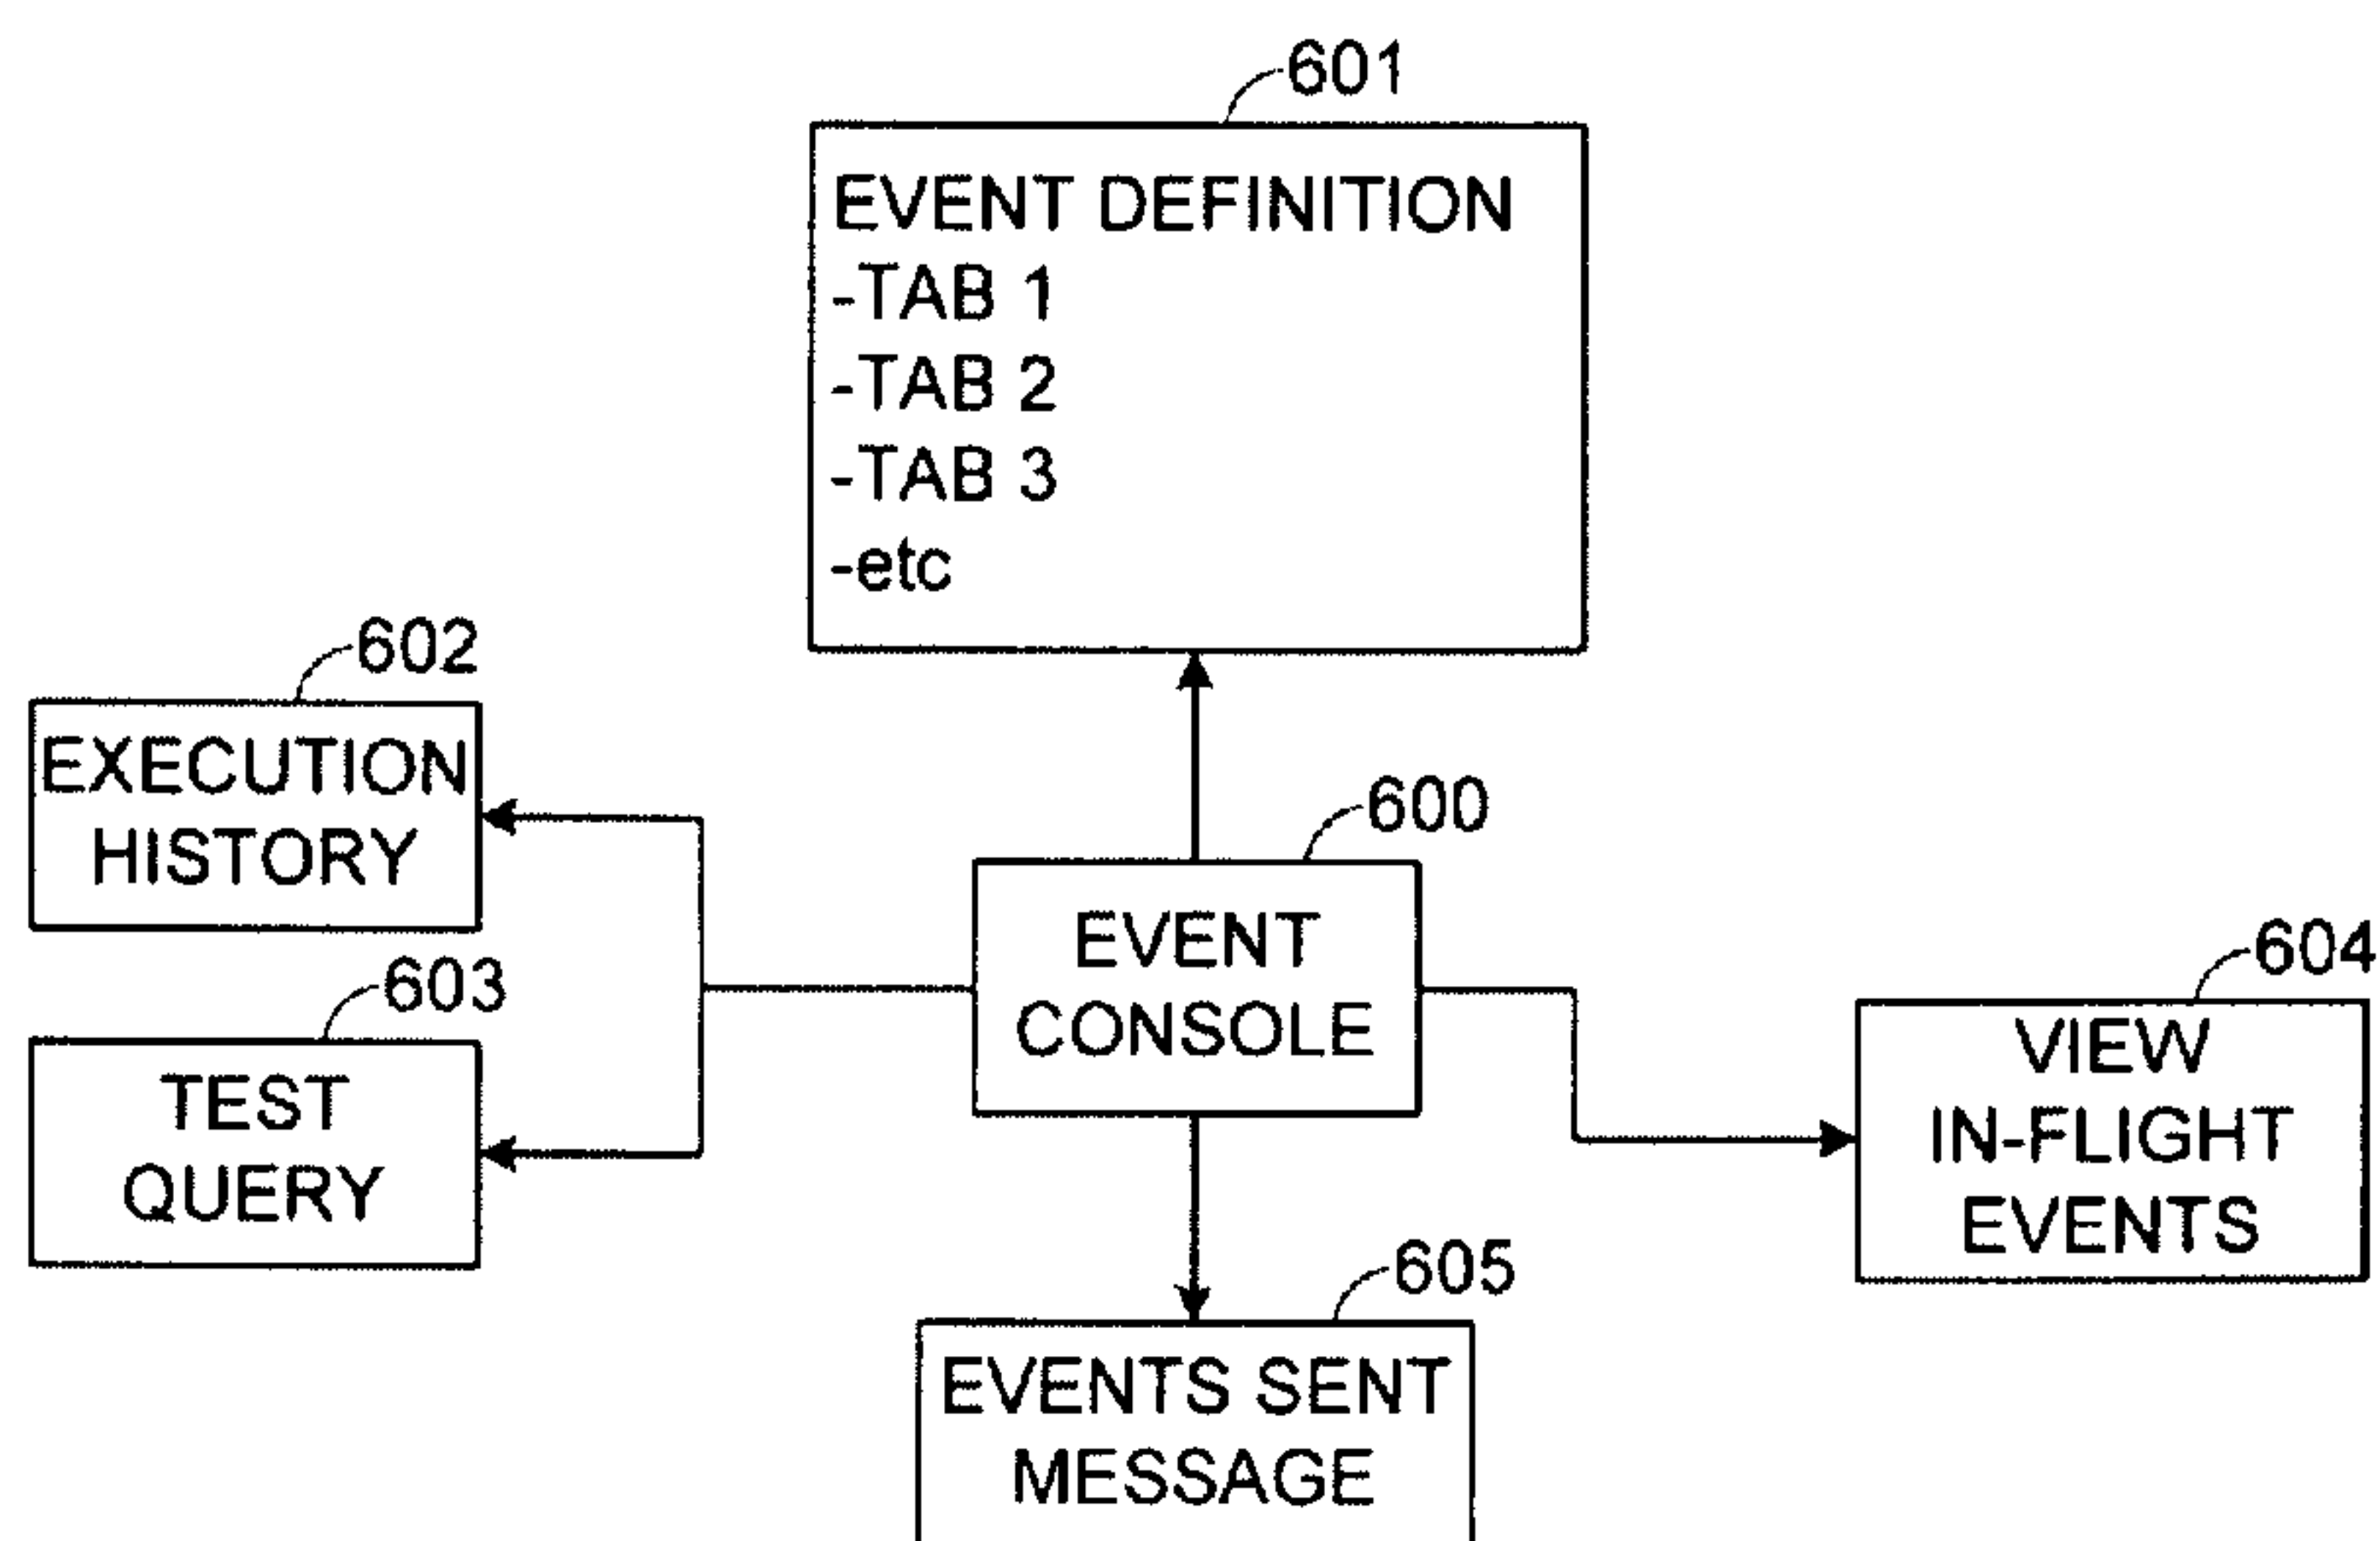 601
EVENT DEFINITION
-TAB 1
-TAB 2
-TAB 3
-etc
602
EXECUTION
HISTORY
600
EVENT
CONSOLE
603
TEST
QUERY
604
VIEW
IN-FLIGHT
EVENTS
605
EVENTS SENT
MESSAGE